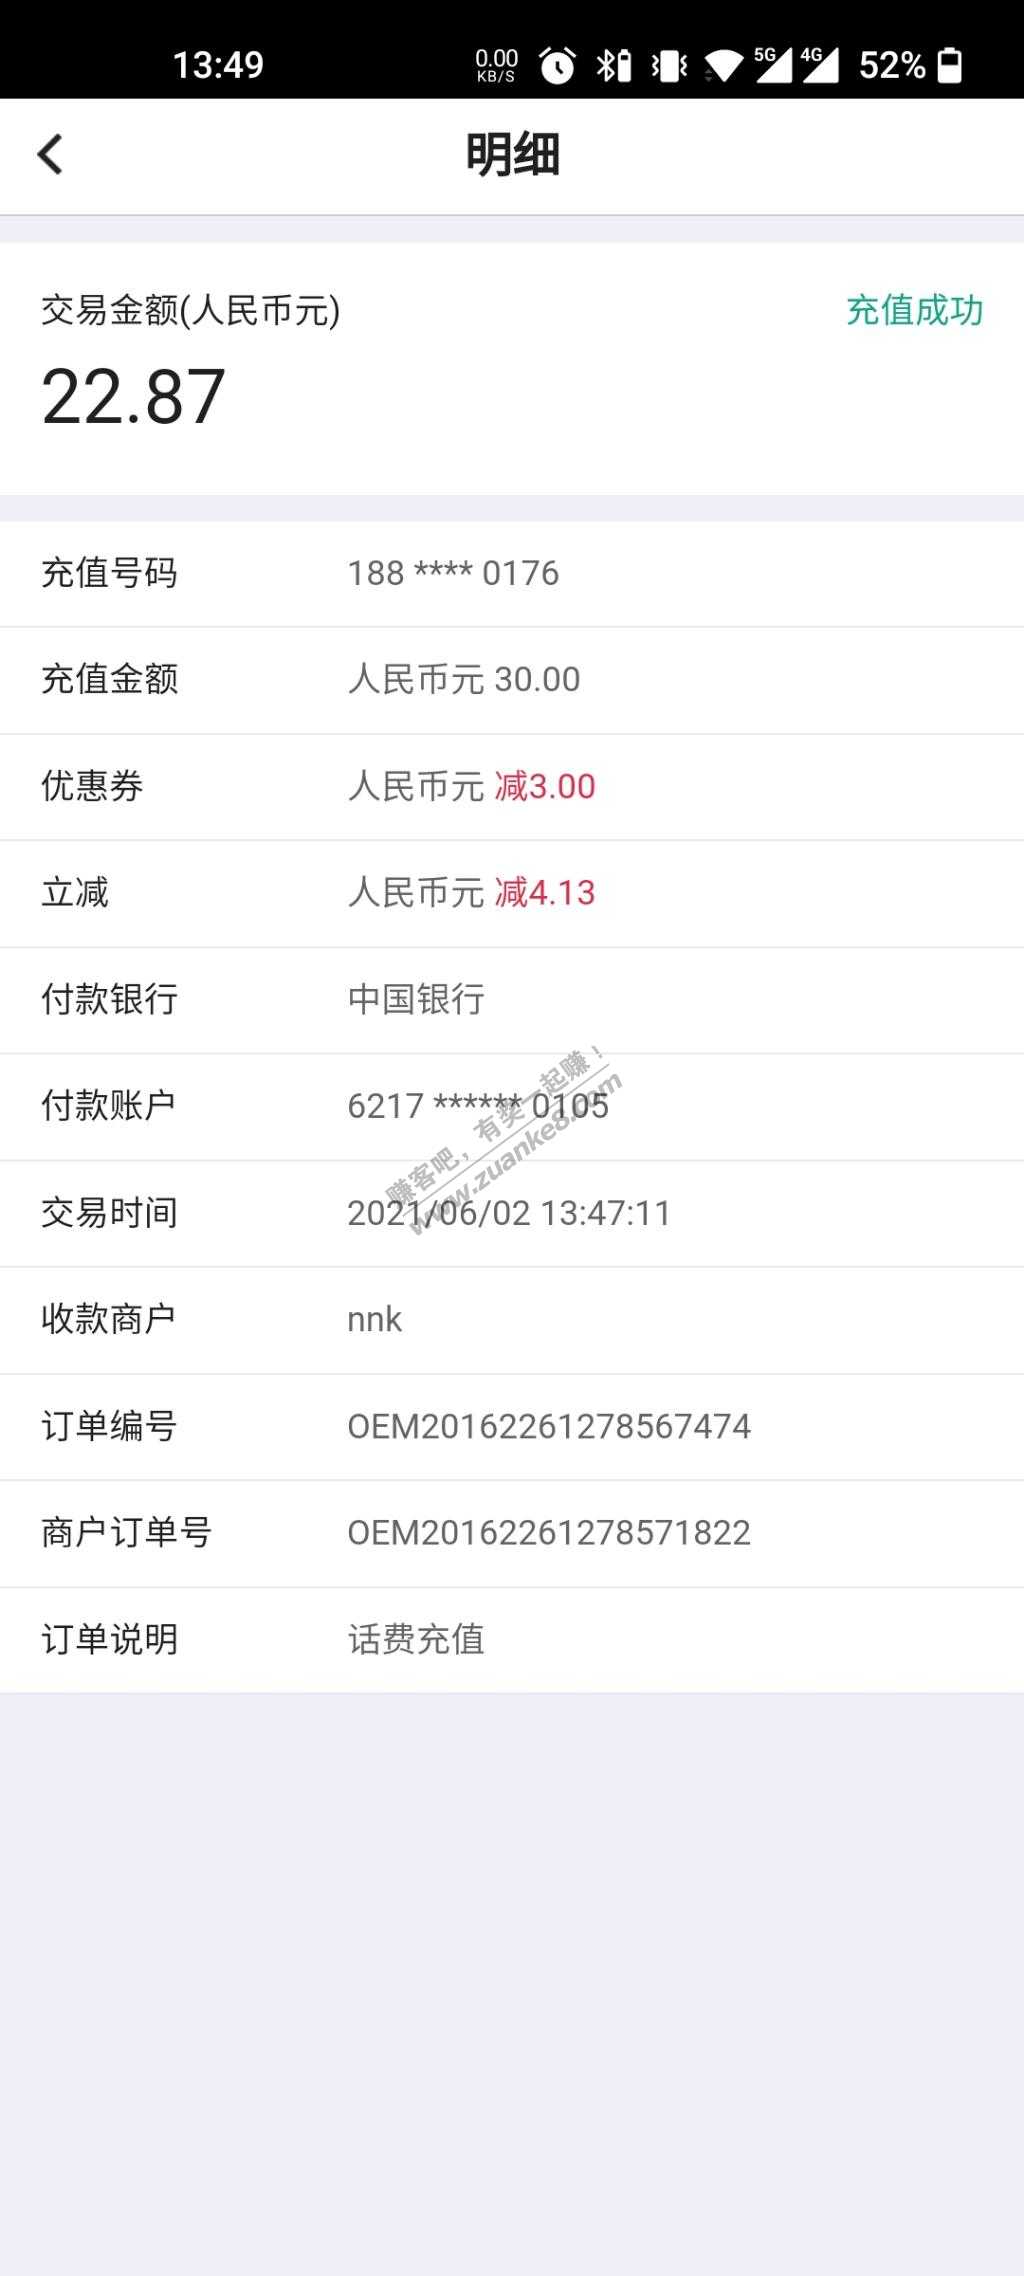 13:49
0.00 KB/S 5G 4G 52%
明细
交易金额(人民币元) 充值成功
22.87
充值号码 188 **** 0176
充值金额 人民币元 30.00
优惠券 人民币元 减3.00
立减 人民币元 减4.13
付款银行 中国银行
付款账户 6217 ****** 0105
交易时间 2021/06/02 13:47:11
收款商户 nnk
订单编号 OEM20162261278567474
商户订单号 OEM20162261278571822
订单说明 话费充值
赚客吧，有奖一起赚！
www.zuanke8.com